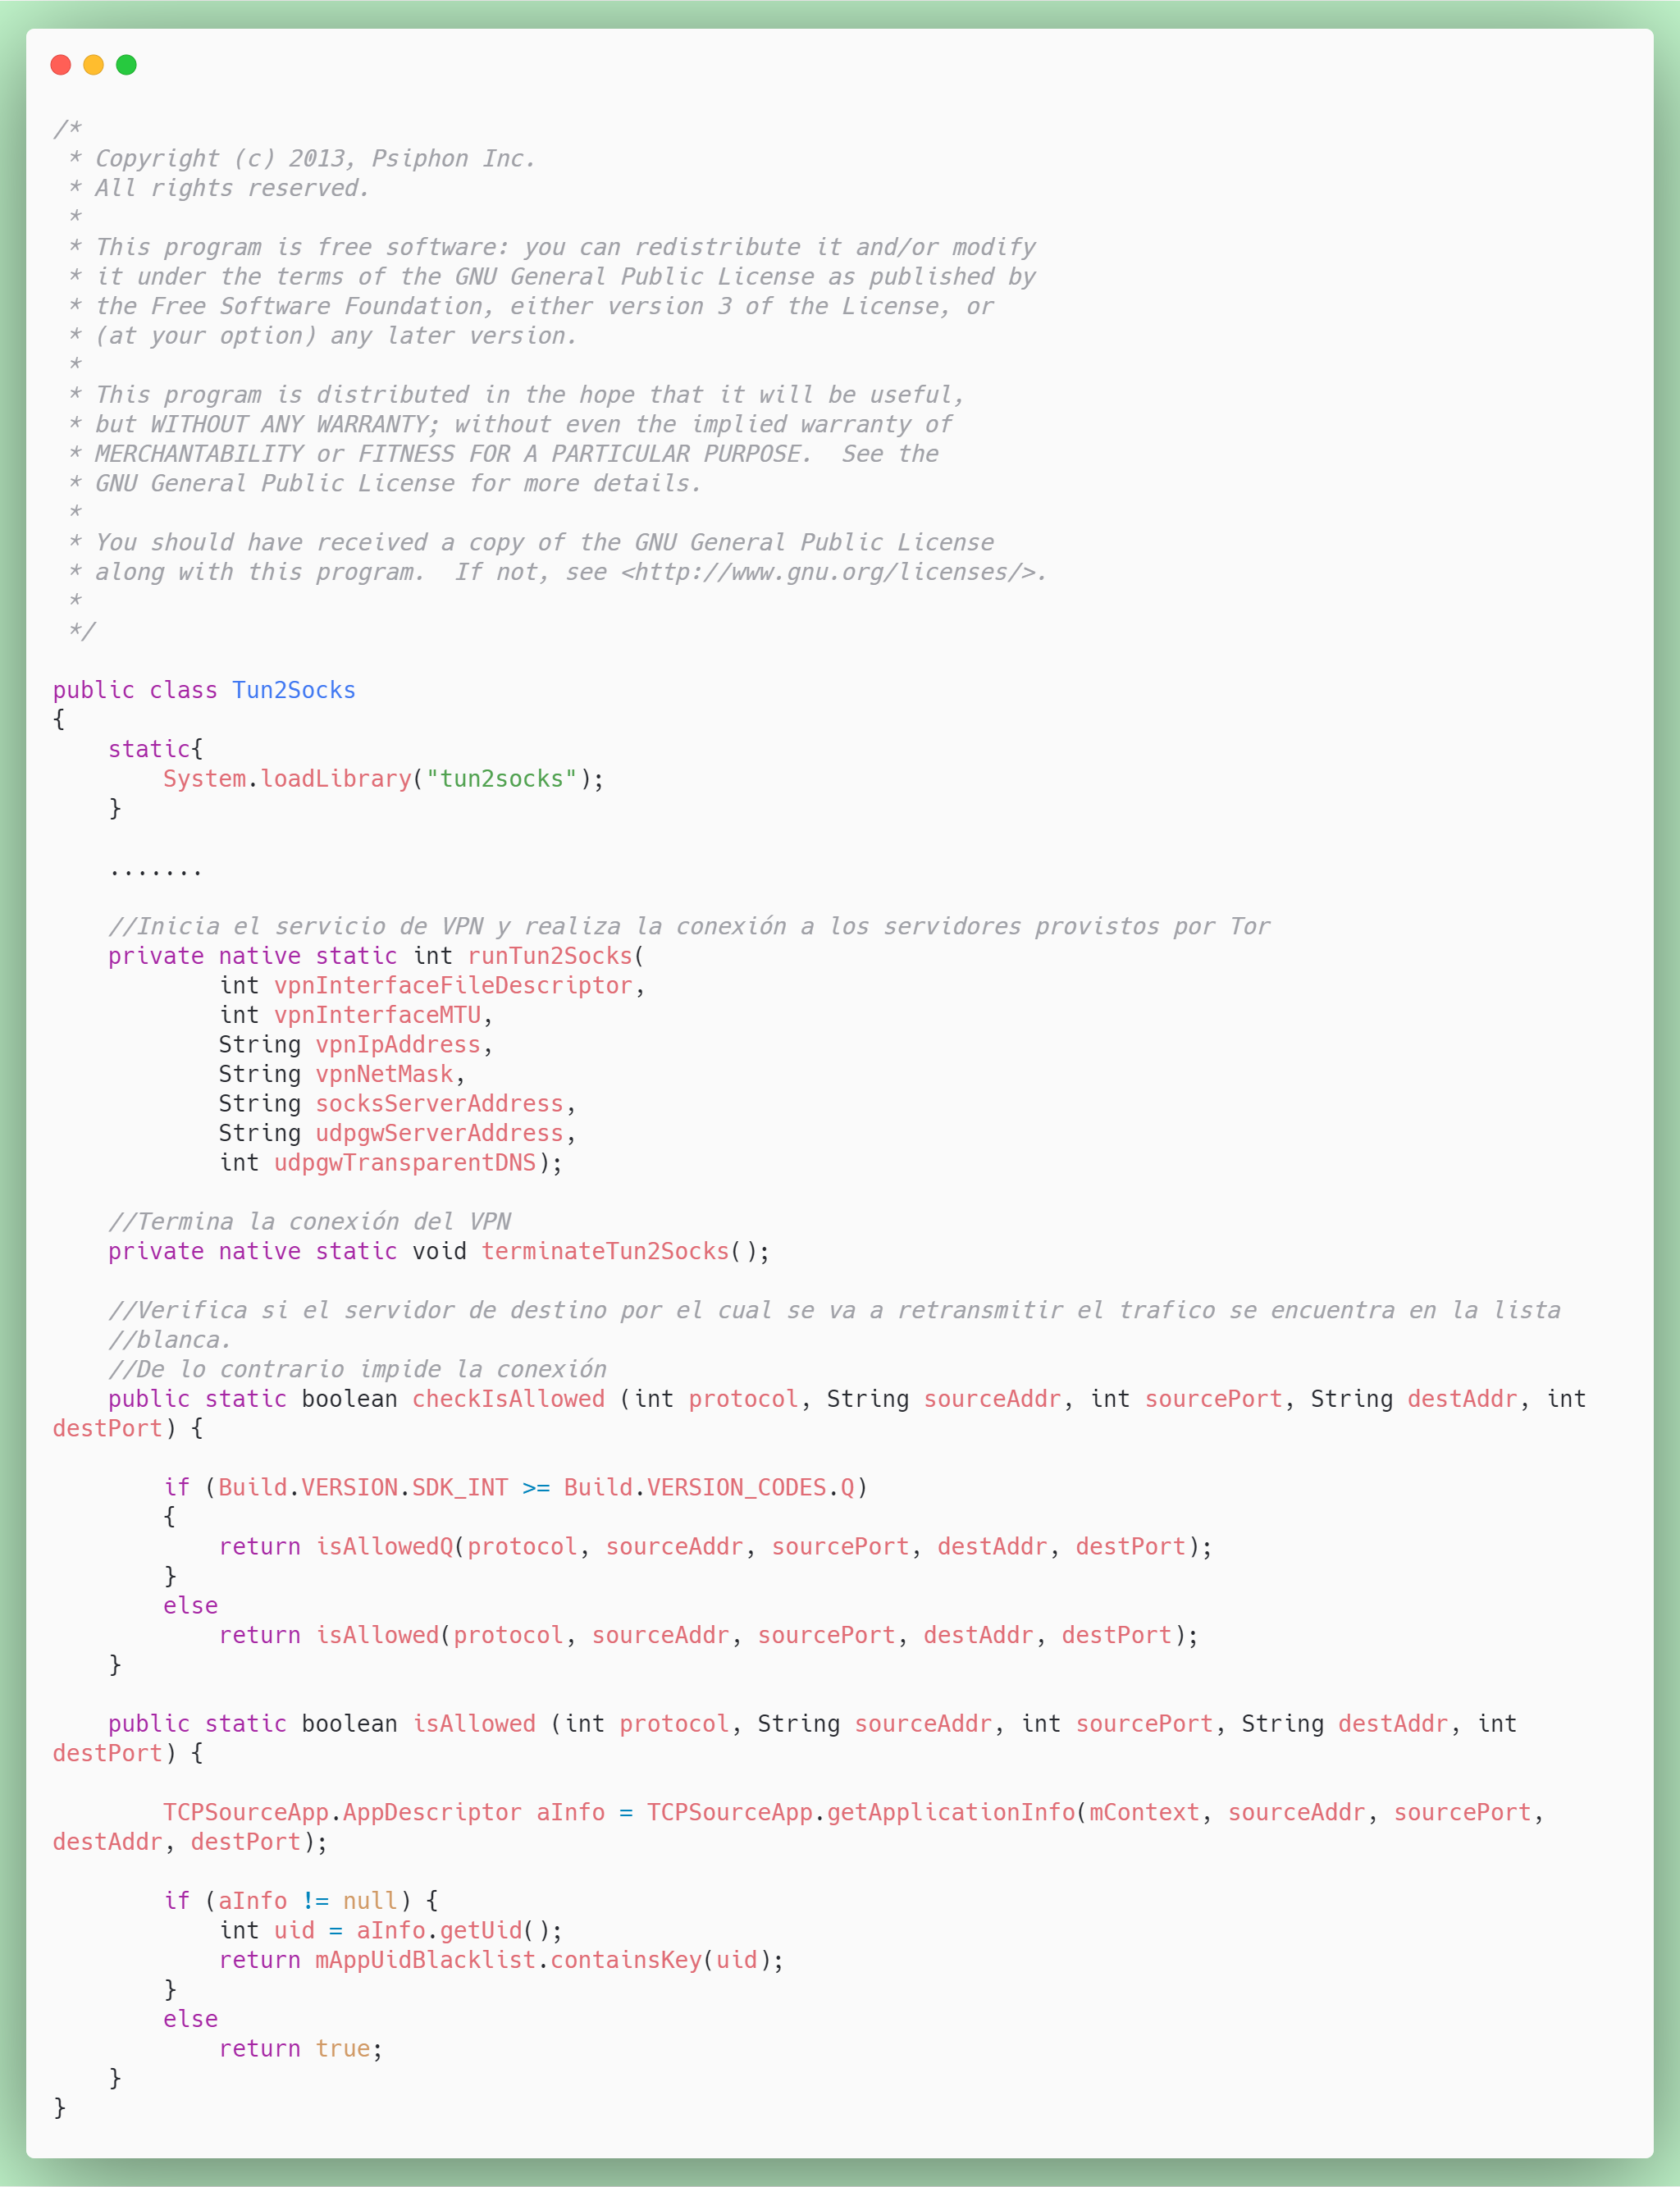 /*
 * Copyright (c) 2013, Psiphon Inc.
 * All rights reserved.
 *
 * This program is free software: you can redistribute it and/or modify
 * it under the terms of the GNU General Public License as published by
 * the Free Software Foundation, either version 3 of the License, or
 * (at your option) any later version.
 *
 * This program is distributed in the hope that it will be useful,
 * but WITHOUT ANY WARRANTY; without even the implied warranty of
 * MERCHANTABILITY or FITNESS FOR A PARTICULAR PURPOSE.  See the
 * GNU General Public License for more details.
 *
 * You should have received a copy of the GNU General Public License
 * along with this program.  If not, see <http://www.gnu.org/licenses/>.
 *
 */

public class Tun2Socks
{
    static{
        System.loadLibrary("tun2socks");
    }

    .......

    //Inicia el servicio de VPN y realiza la conexión a los servidores provistos por Tor
    private native static int runTun2Socks(
            int vpnInterfaceFileDescriptor,
            int vpnInterfaceMTU,
            String vpnIpAddress,
            String vpnNetMask,
            String socksServerAddress,
            String udpgwServerAddress,
            int udpgwTransparentDNS);

    //Termina la conexión del VPN
    private native static void terminateTun2Socks();

    //Verifica si el servidor de destino por el cual se va a retransmitir el trafico se encuentra en la lista
    //blanca.
    //De lo contrario impide la conexión
    public static boolean checkIsAllowed (int protocol, String sourceAddr, int sourcePort, String destAddr, int
destPort) {

        if (Build.VERSION.SDK_INT >= Build.VERSION_CODES.Q)
        {
            return isAllowedQ(protocol, sourceAddr, sourcePort, destAddr, destPort);
        }
        else
            return isAllowed(protocol, sourceAddr, sourcePort, destAddr, destPort);
    }

    public static boolean isAllowed (int protocol, String sourceAddr, int sourcePort, String destAddr, int
destPort) {

        TCPSourceApp.AppDescriptor aInfo = TCPSourceApp.getApplicationInfo(mContext, sourceAddr, sourcePort,
destAddr, destPort);

        if (aInfo != null) {
            int uid = aInfo.getUid();
            return mAppUidBlacklist.containsKey(uid);
        }
        else
            return true;
    }
}